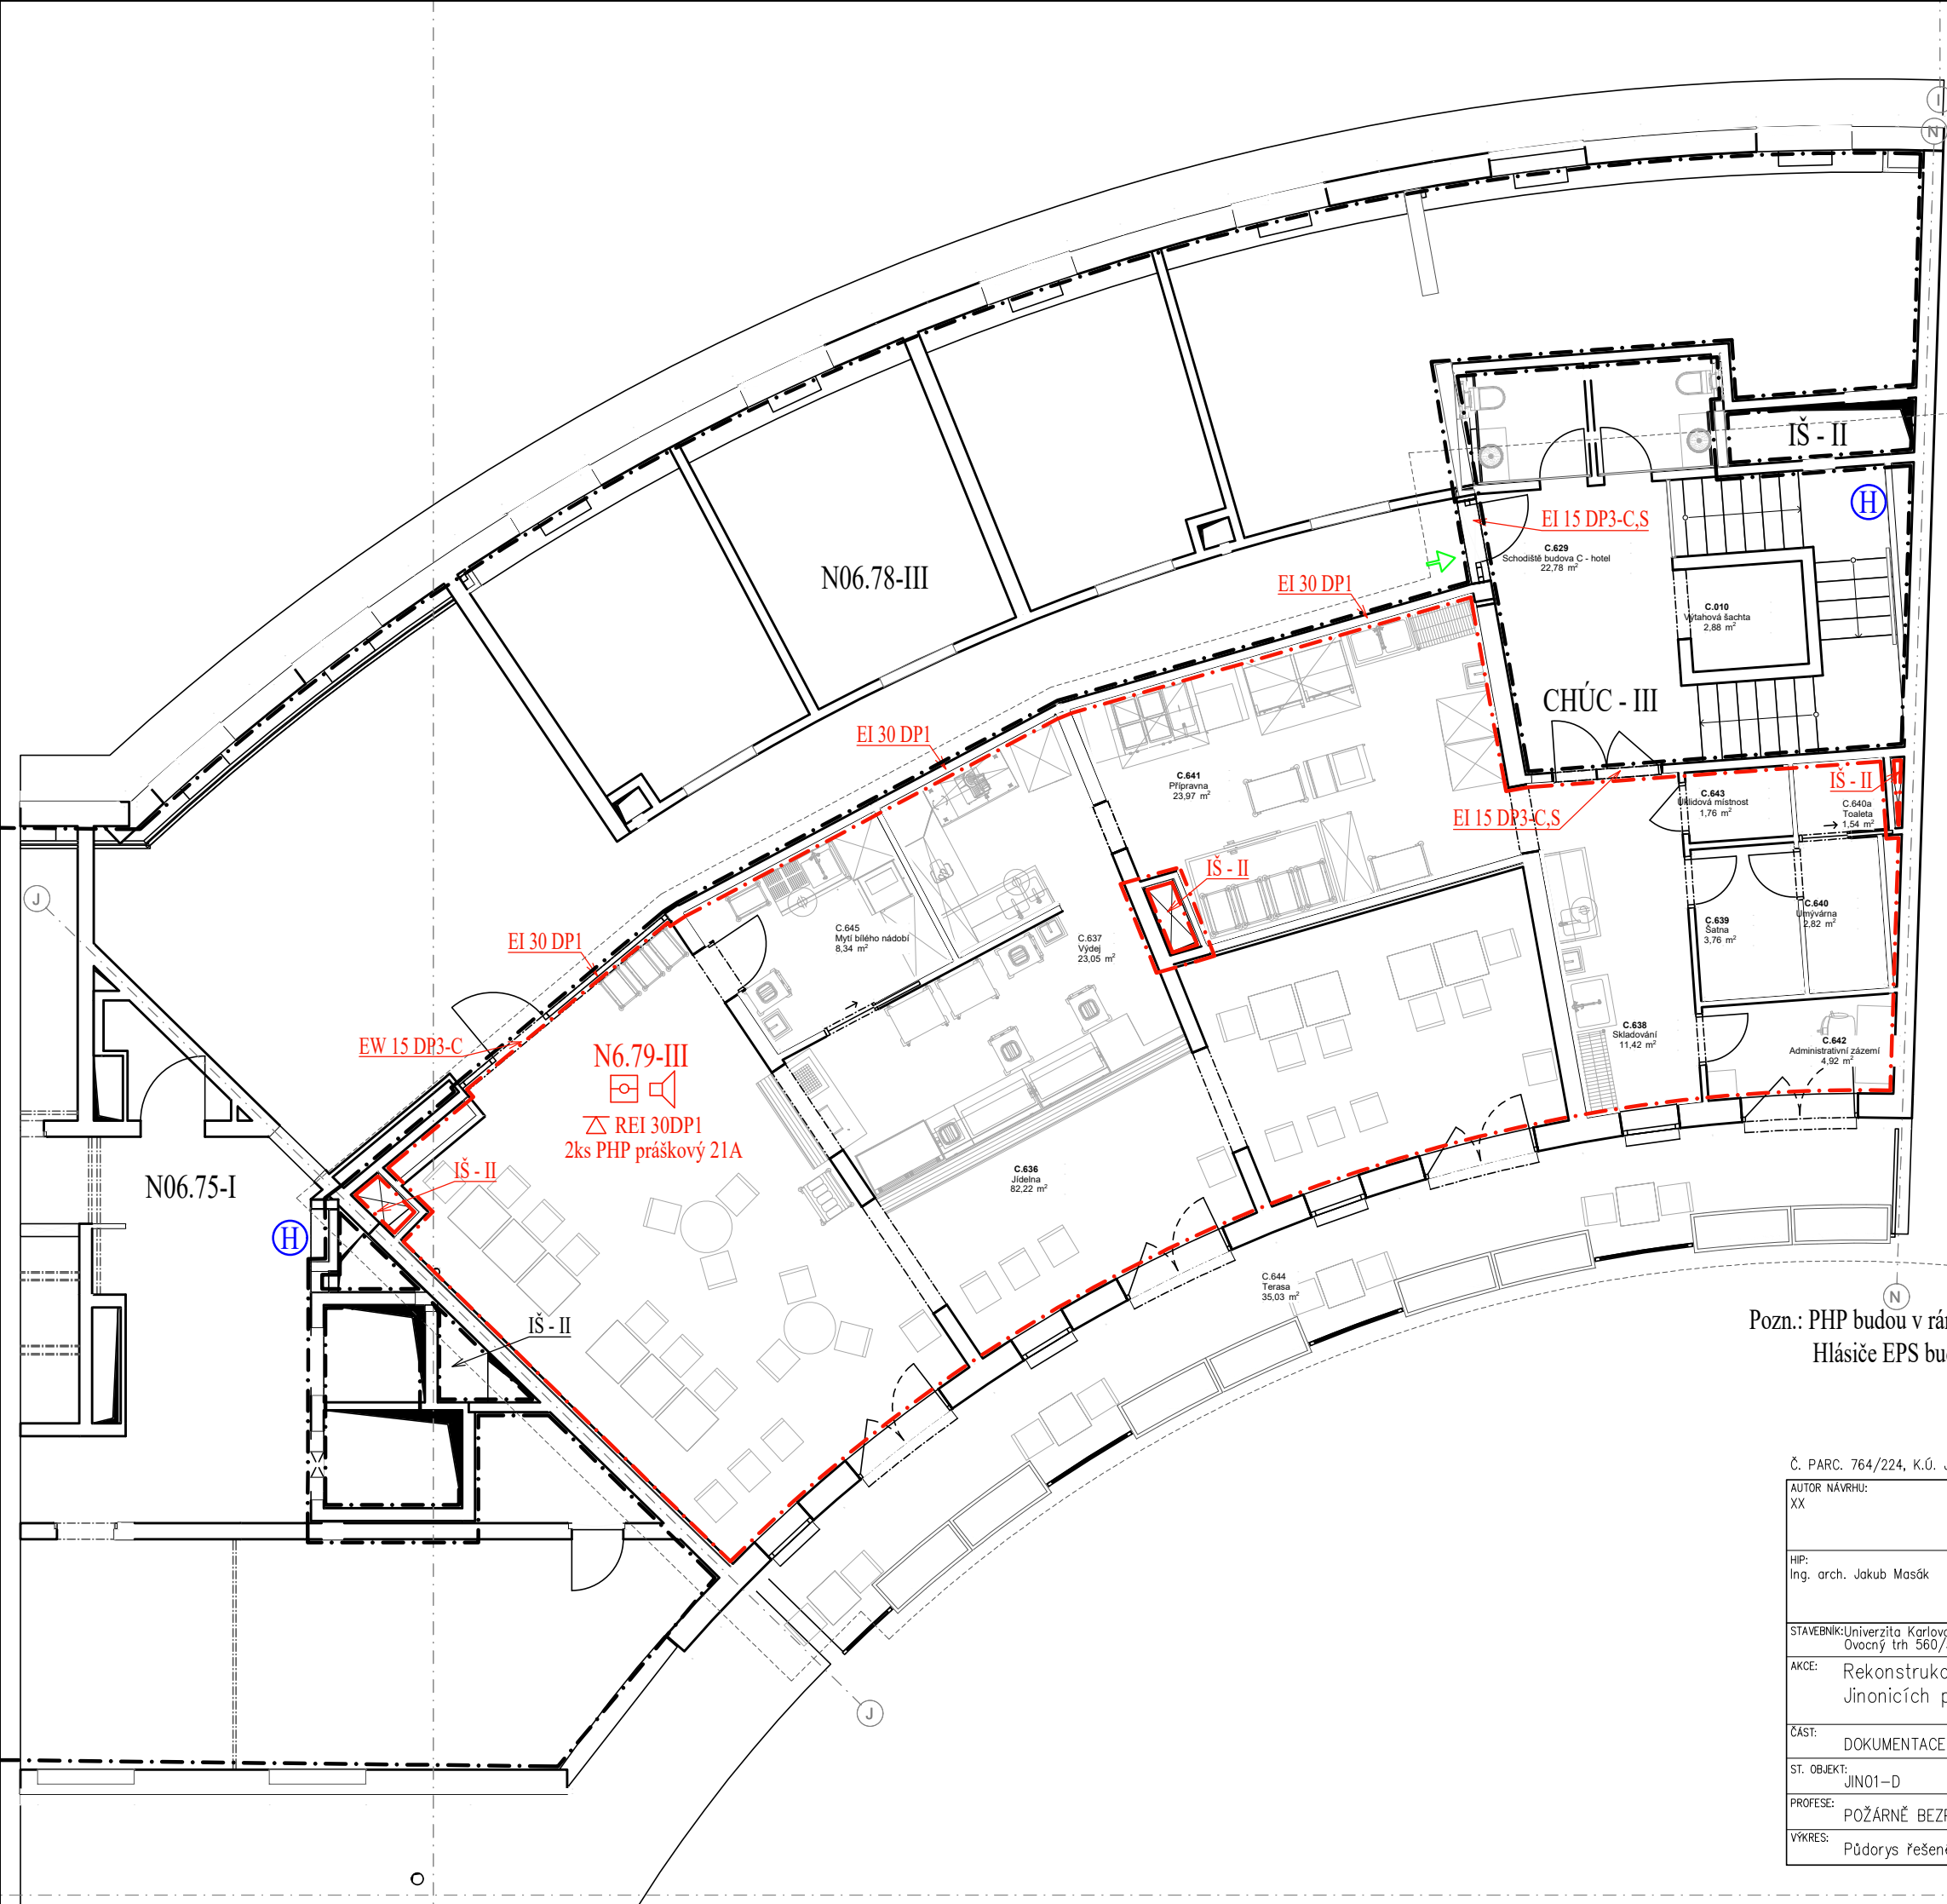 I
N
IŠ - II
H
EI 15 DP3-C,S
C.629
Schodiště budova C - hotel
22,78 m²
N06.78-III
EI 30 DP1
C.010
Výtahová šachta
2,88 m²
CHÚC - III
EI 30 DP1
C.641
Přípravna
23,97 m²
IŠ - II
C.643
Úklidová místnost
1,76 m²
C.640a
Toaleta
1,54 m²
EI 15 DP3-C,S
J
IŠ - II
C.645
Mytí bílého nádobí
8,34 m²
C.637
Výdej
23,05 m²
C.639
Šatna
3,76 m²
C.640
Umývárna
2,82 m²
EI 30 DP1
EW 15 DP3-C
N6.79-III
REI 30DP1
2ks PHP práškový 21A
C.638
Skladování
11,42 m²
C.642
Administrativní zázemí
4,92 m²
IŠ - II
N06.75-I
C.636
Jídelna
82,22 m²
H
C.644
Terasa
35,03 m²
N
IŠ - II
Pozn.: PHP budou v rá
Hlásiče EPS bu
J
Č. PARC. 764/224, K.Ú. J
AUTOR NÁVRHU:
XX
HIP:
Ing. arch. Jakub Masák
STAVEBNÍK: Univerzita Karlova
Ovocný trh 560/
AKCE: Rekonstrukc
Jinonicích p
ČÁST: DOKUMENTACE
ST. OBJEKT: JIN01-D
PROFESE: POŽÁRNĚ BEZP
VÝKRES: Půdorys řešené